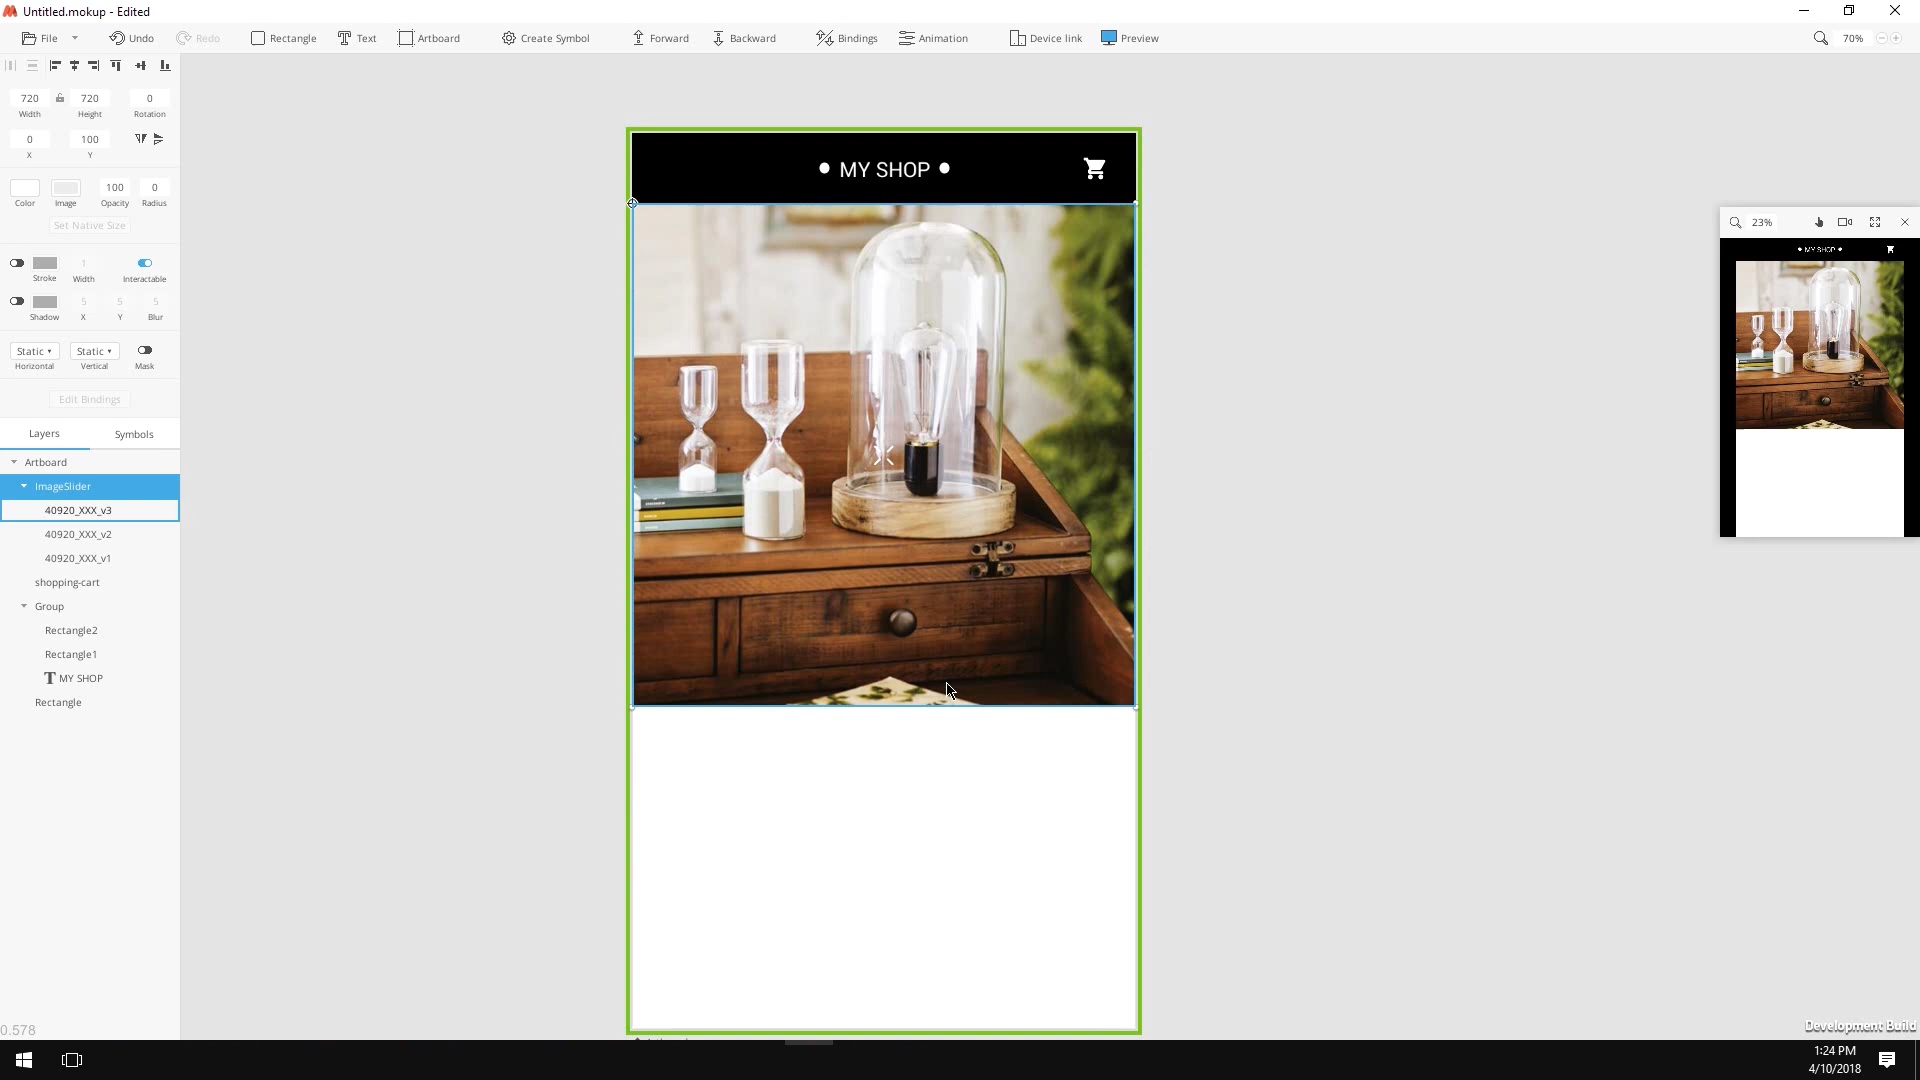 Untitled.mokup - Edited
File Undo Redo Rectangle Text Artboard Create Symbol Forward Backward Bindings Animation Device link Preview 70%
720 720 0
Width Height Rotation
0 100
X Y
100 0
Color Image Opacity Radius
Set Native Size
1
Stroke Width Interactable
5 5 5
Shadow X Y Blur
Static Static
Horizontal Vertical Mask
Edit Bindings
Layers Symbols
Artboard
ImageSlider
40920_XXX_v3
40920_XXX_v2
40920_XXX_v1
shopping-cart
Group
Rectangle2
Rectangle1
T MY SHOP
Rectangle
0.578
• MY SHOP •
23%
• MY SHOP •
Development Build
1:24 PM
4/10/2018